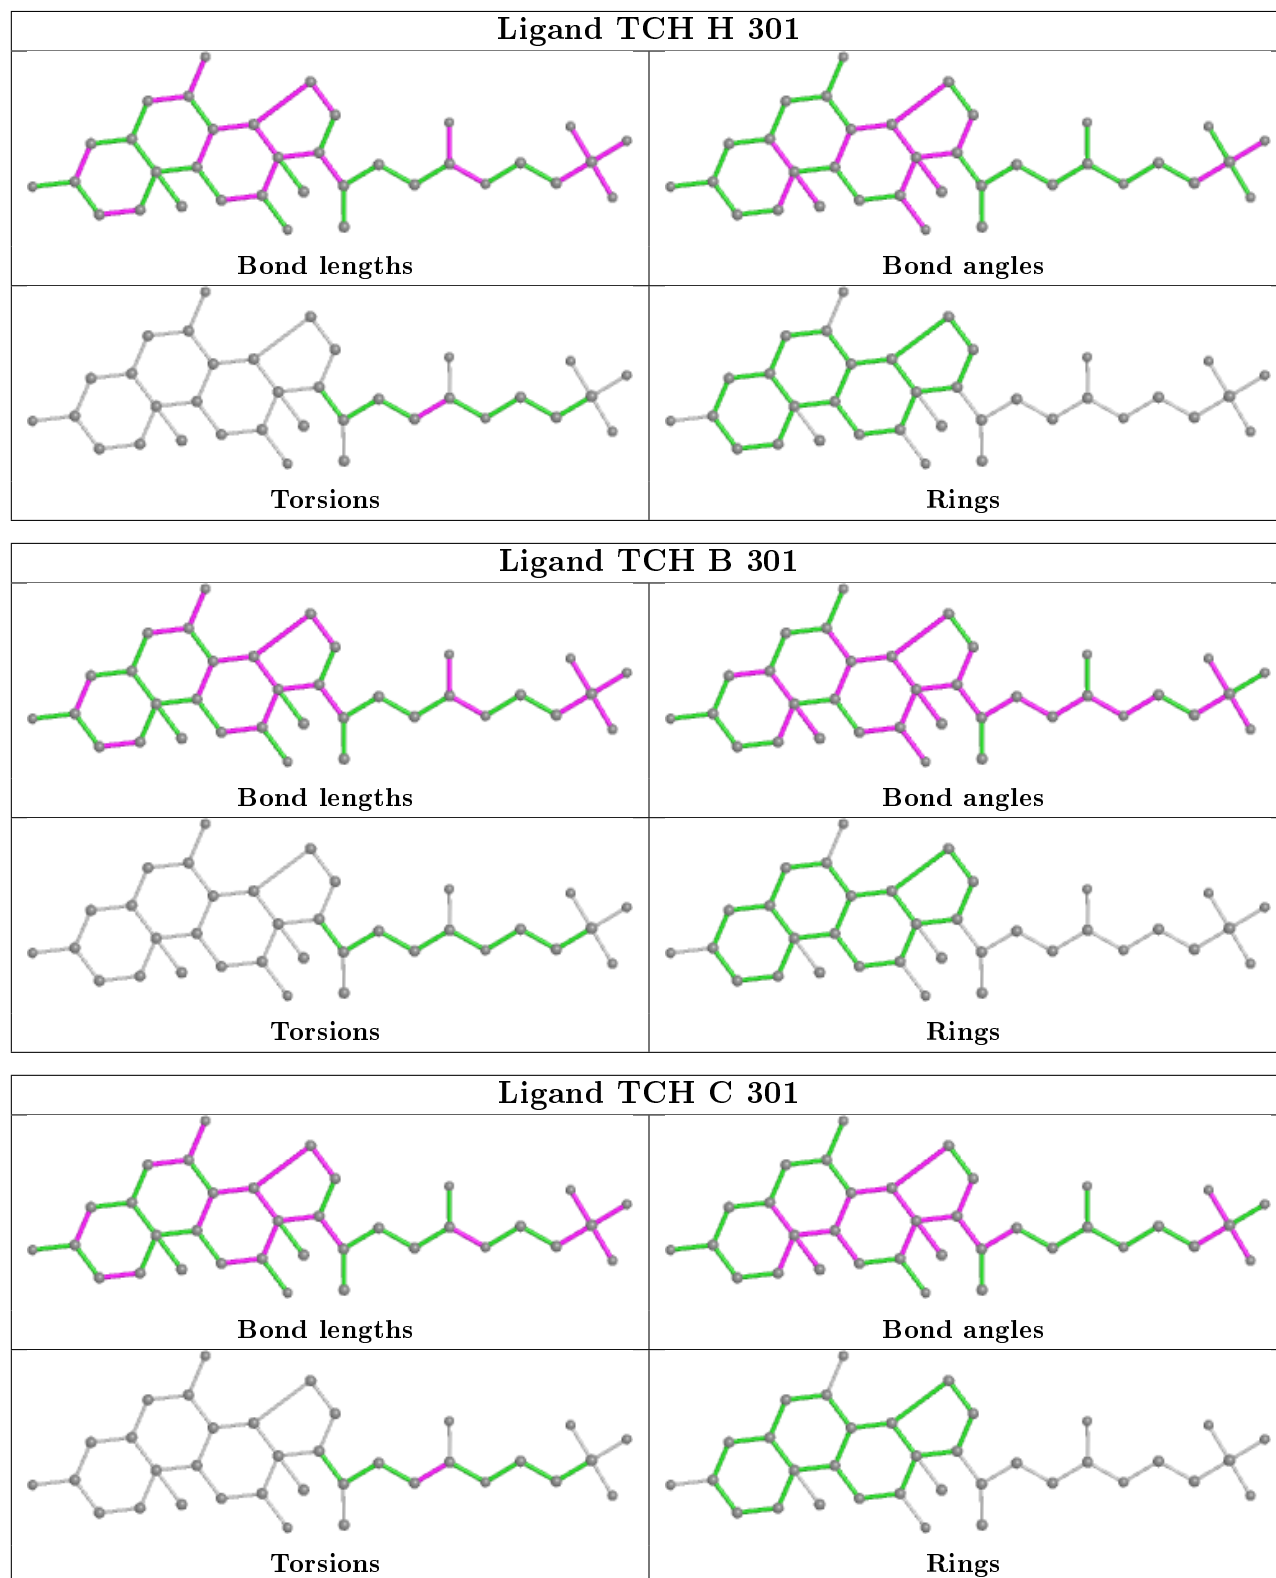 Ligand TCH H 301
Bond lengths
Bond angles
Torsions
Rings
Ligand TCH B 301
Bond lengths
Bond angles
Torsions
Rings
Ligand TCH C 301
Bond lengths
Bond angles
Torsions
Rings